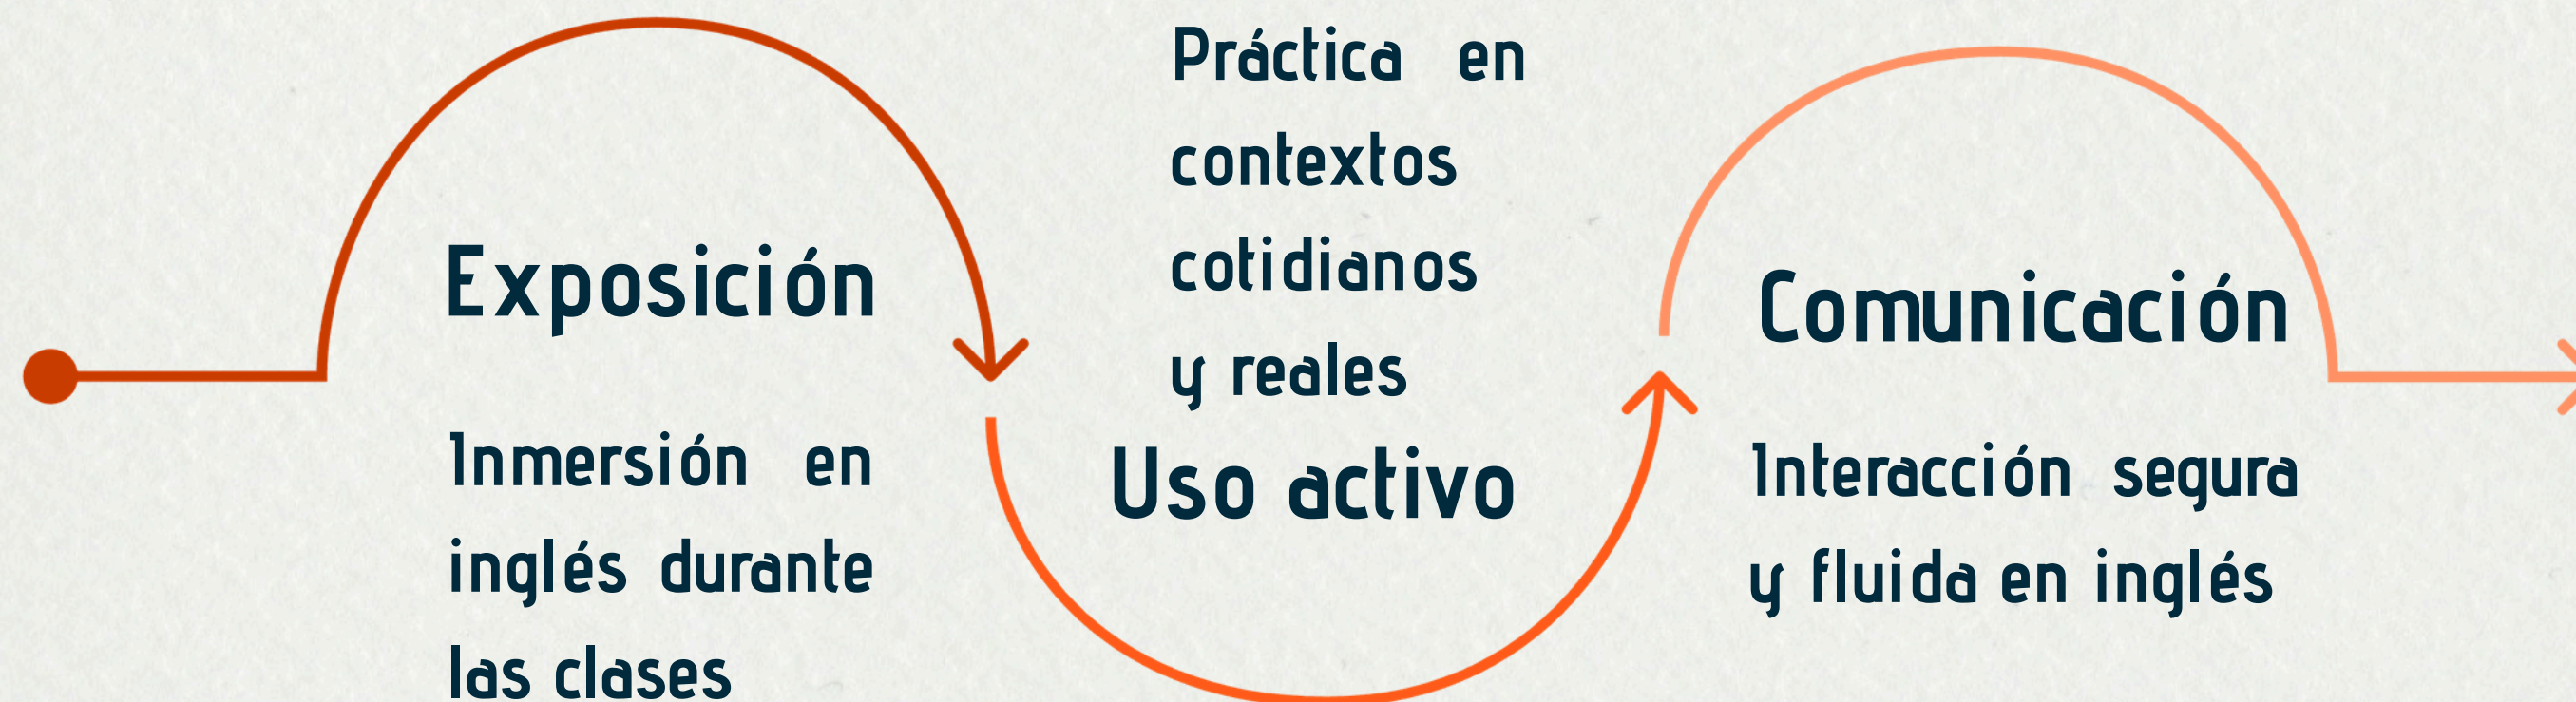 Exposición
Inmersión en
inglés durante
las clases
Práctica en
contextos
cotidianos
y reales
Uso activo
Comunicación
Interacción segura
y fluida en inglés